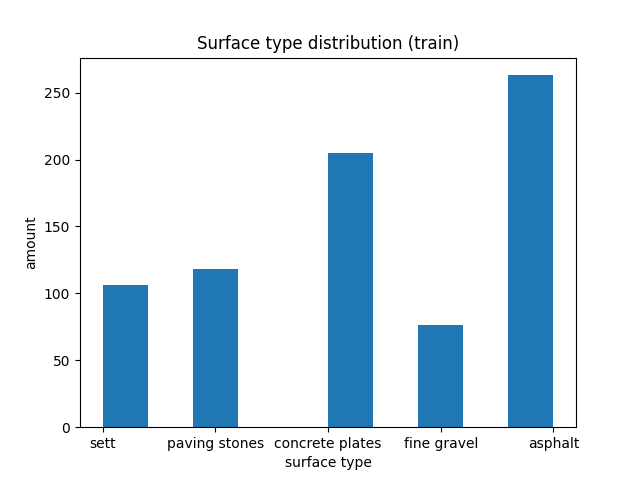 Surface type distribution (train)
250
200
150
100
50
0
amount
sett paving stones concrete plates fine gravel asphalt
surface type